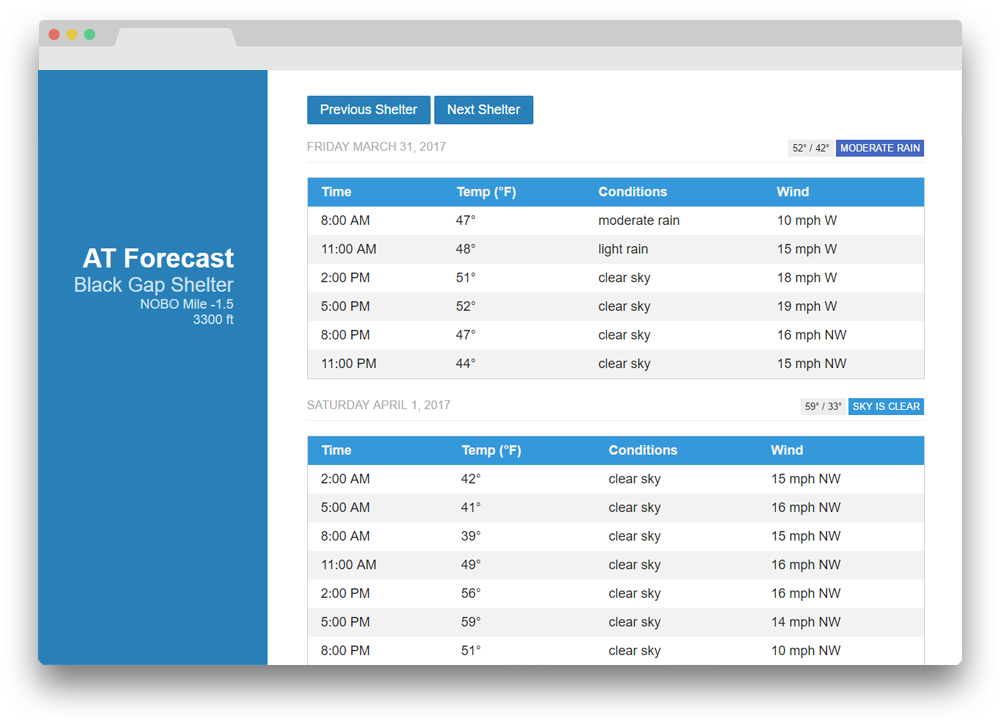 Previous Shelter Next Shelter
AT Forecast
Black Gap Shelter
NOBO Mile -1.5
3300 ft
FRIDAY MARCH 31, 2017 52° / 42° MODERATE RAIN
Time Temp (°F) Conditions Wind
8:00 AM 47° moderate rain 10 mph W
11:00 AM 48° light rain 15 mph W
2:00 PM 51° clear sky 18 mph W
5:00 PM 52° clear sky 19 mph W
8:00 PM 47° clear sky 16 mph NW
11:00 PM 44° clear sky 15 mph NW
SATURDAY APRIL 1, 2017 59° / 33° SKY IS CLEAR
Time Temp (°F) Conditions Wind
2:00 AM 42° clear sky 15 mph NW
5:00 AM 41° clear sky 16 mph NW
8:00 AM 39° clear sky 15 mph NW
11:00 AM 49° clear sky 16 mph NW
2:00 PM 56° clear sky 16 mph NW
5:00 PM 59° clear sky 14 mph NW
8:00 PM 51° clear sky 10 mph NW